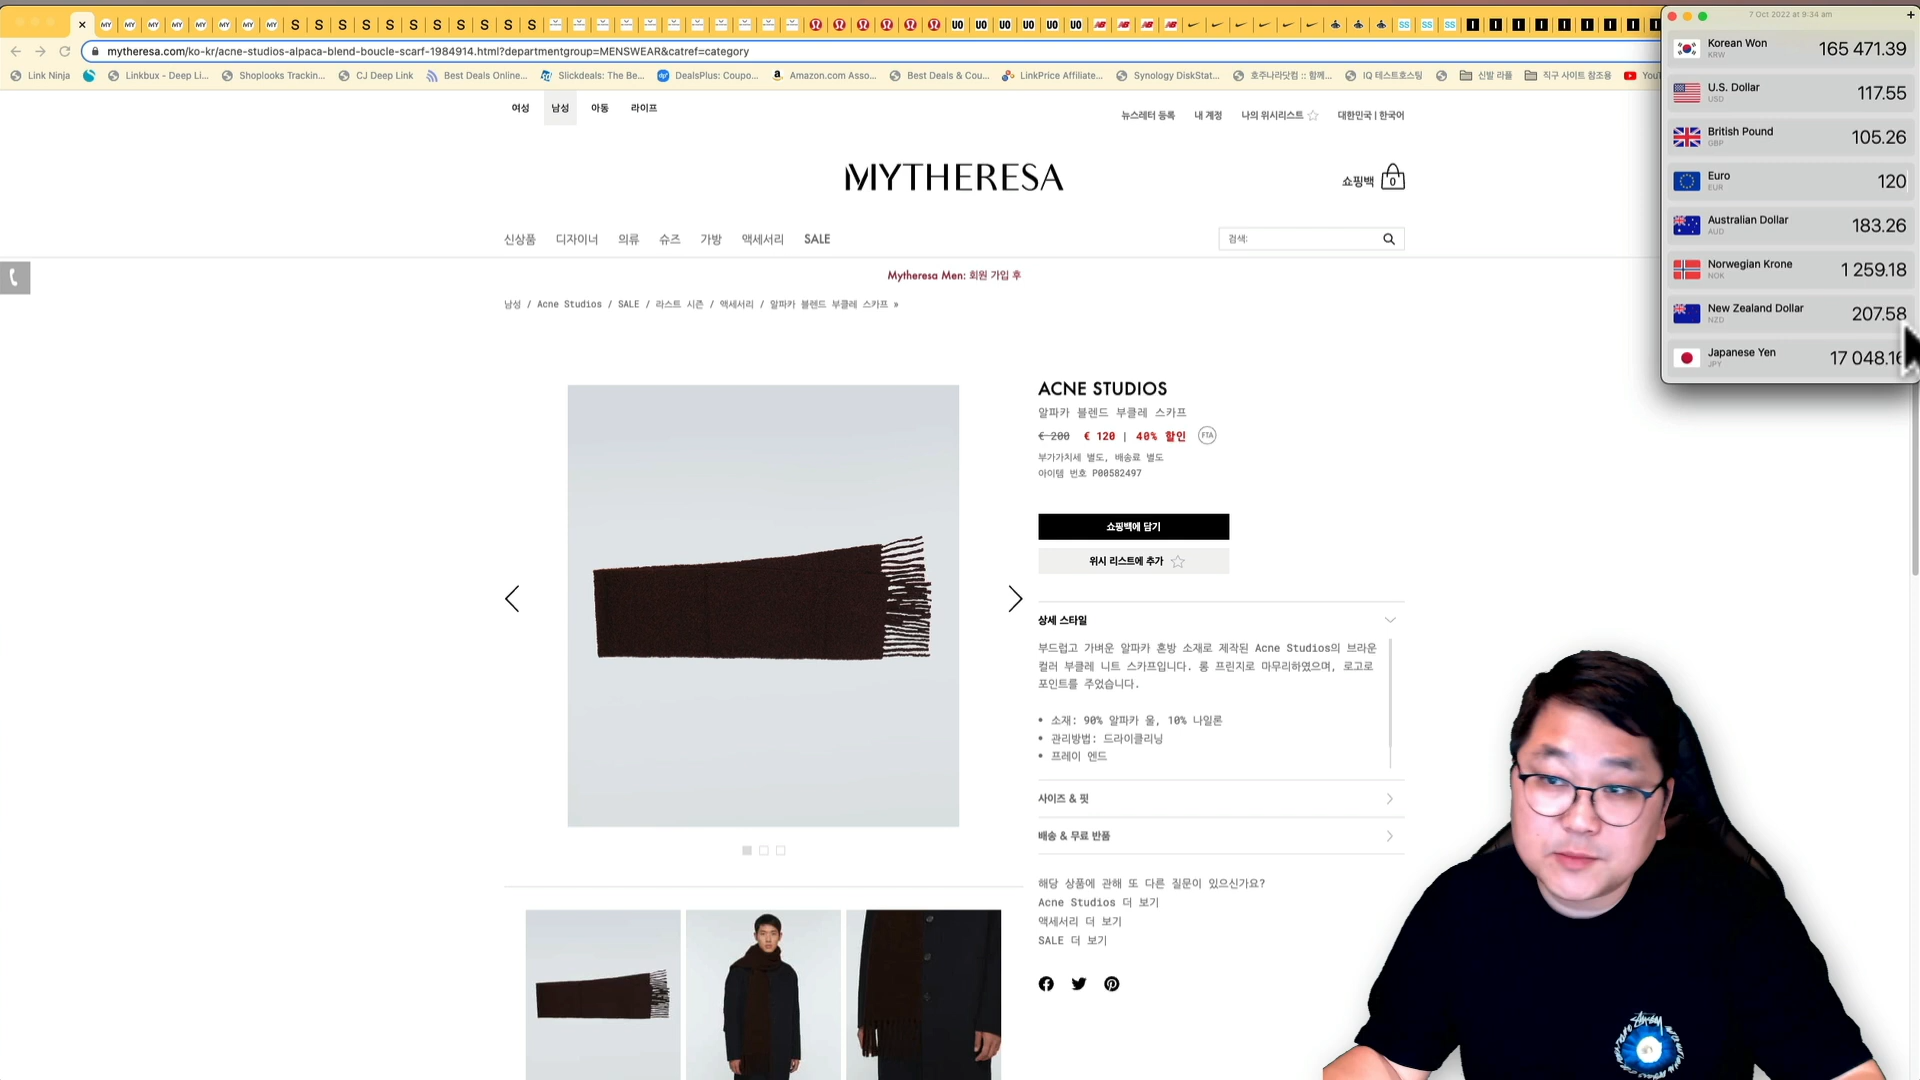 7 Oct 2022 at 9:34 am
mytheresa.com/ko-kr/acne-studios-alpaca-blend-boucle-scarf-1984914.html?departmentgroup=MENSWEAR&catref=category
Link Ninja
Linkbux - Deep Li...
Shoplooks Trackin...
CJ Deep Link
Best Deals Online...
Slickdeals: The Be...
DealsPlus: Coupo...
Amazon.com Asso...
Best Deals & Cou...
LinkPrice Affiliate...
Synology DiskStat...
호주나라닷컴 :: 함께...
IQ 테스트호스팅
신발 라플
직구 사이트 참조용
Korean Won
KRW
165 471.39
U.S. Dollar
USD
117.55
British Pound
GBP
105.26
Euro
EUR
120
Australian Dollar
AUD
183.26
Norwegian Krone
NOK
1 259.18
New Zealand Dollar
NZD
207.58
Japanese Yen
JPY
17 048.16
여성 남성 아동 라이프
뉴스레터 등록 내 계정 나의 위시리스트 대한민국 | 한국어
MYTHERESA
쇼핑백 0
신상품 디자이너 의류 슈즈 가방 액세서리 SALE
검색:
Mytheresa Men: 회원 가입 후
남성 / Acne Studios / SALE / 라스트 시즌 / 액세서리 / 알파카 블렌드 부클레 스카프 »
ACNE STUDIOS
알파카 블렌드 부클레 스카프
€ 200 € 120 | 40% 할인 FTA
부가가치세 별도, 배송료 별도
아이템 번호 P00582497
쇼핑백에 담기
위시 리스트에 추가
상세 스타일
부드럽고 가벼운 알파카 혼방 소재로 제작된 Acne Studios의 브라운
컬러 부클레 니트 스카프입니다. 롱 프린지로 마무리하였으며, 로고로
포인트를 주었습니다.
• 소재: 90% 알파카 울, 10% 나일론
• 관리방법: 드라이클리닝
• 프레이 엔드
사이즈 & 핏
배송 & 무료 반품
해당 상품에 관해 또 다른 질문이 있으신가요?
Acne Studios 더 보기
액세서리 더 보기
SALE 더 보기